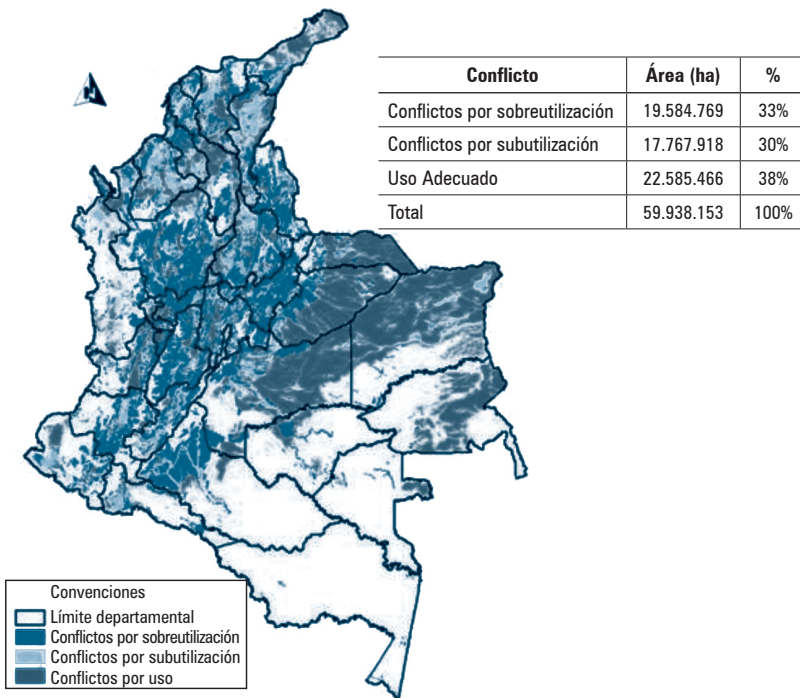 Conflicto Área (ha) %
Conflictos por sobreutilización 19.584.769 33%
Conflictos por subutilización 17.767.918 30%
Uso Adecuado 22.585.466 38%
Total 59.938.153 100%
N
Convenciones
Límite departamental
Conflictos por sobreutilización
Conflictos por subutilización
Conflictos por uso